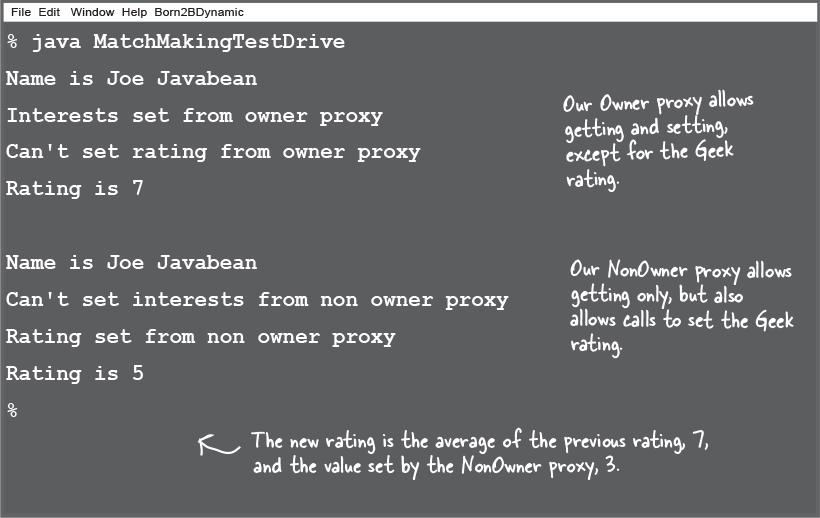 File Edit Window Help Born2BDynamic
% java MatchMakingTestDrive
Name is Joe Javabean
Interests set from owner proxy
Can't set rating from owner proxy
Rating is 7
Our Owner proxy allows
getting and setting,
except for the Geek
rating.
Name is Joe Javabean
Can't set interests from non owner proxy
Rating set from non owner proxy
Rating is 5
%
Our NonOwner proxy allows
getting only, but also
allows calls to set the Geek
rating.
The new rating is the average of the previous rating, 7,
and the value set by the NonOwner proxy, 3.